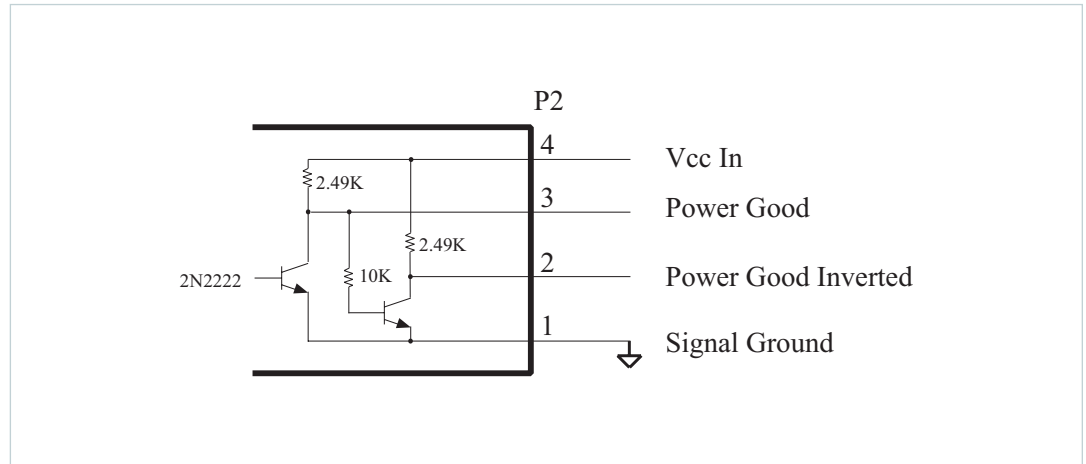 P2
4 Vcc In
2.49K
3 Power Good
2.49K
2 Power Good Inverted
2N2222
10K
1 Signal Ground